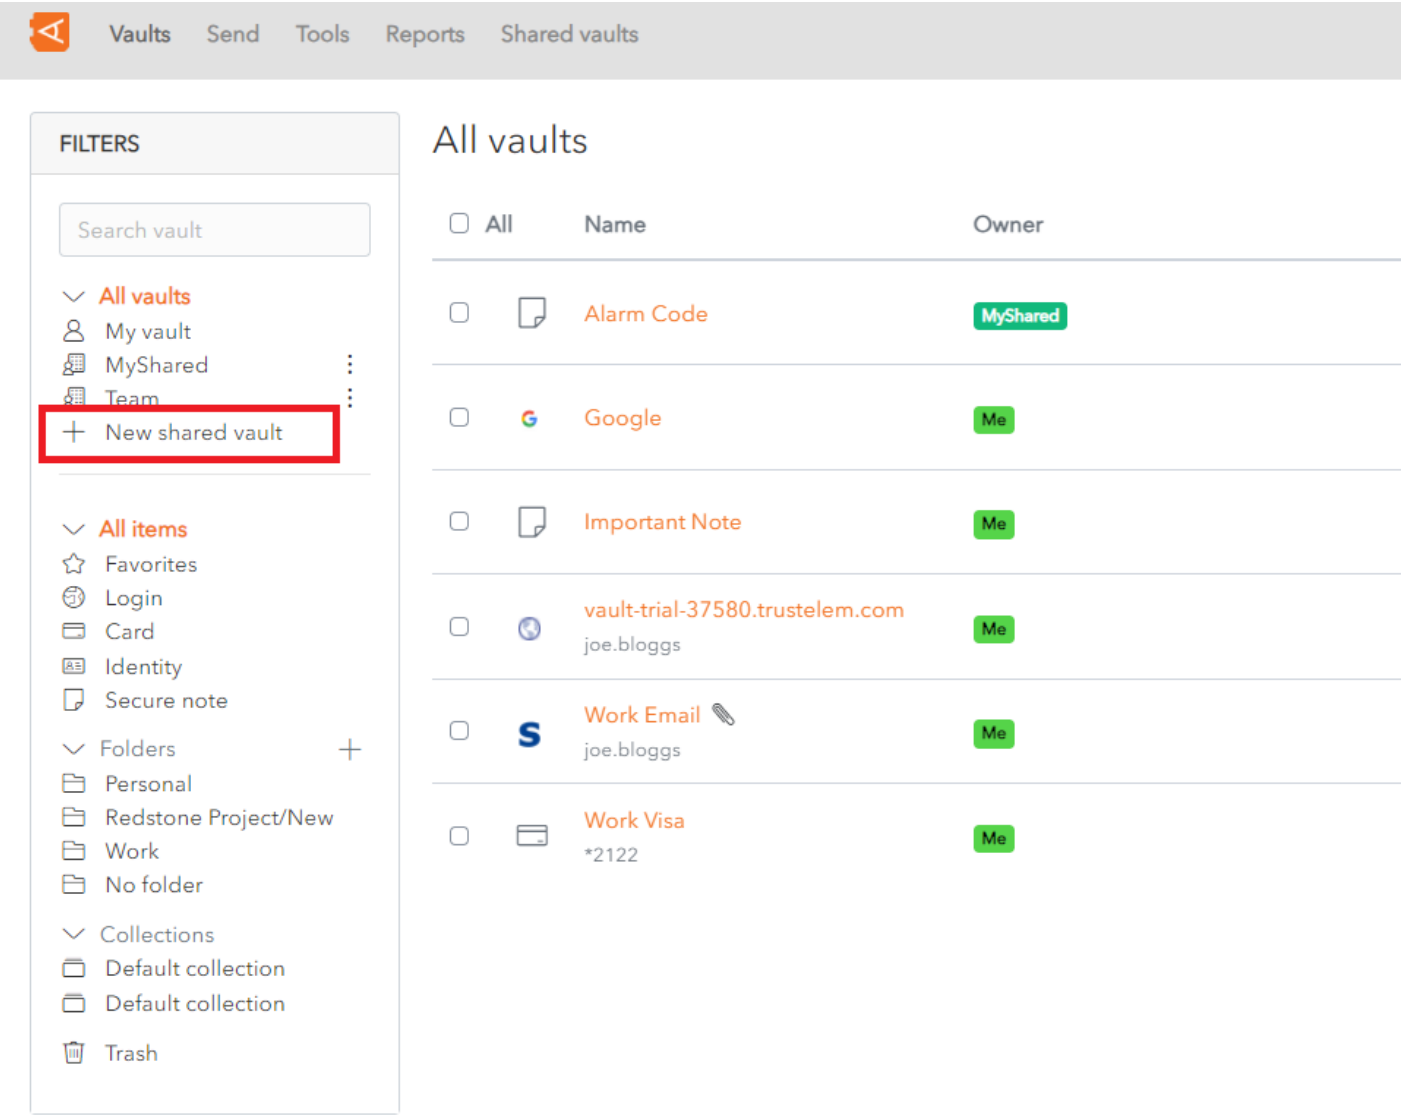 Vaults Send Tools Reports Shared vaults
FILTERS
Search vault
All vaults
My vault
MyShared
Team
New shared vault
All items
Favorites
Login
Card
Identity
Secure note
Folders
Personal
Redstone Project/New
Work
No folder
Collections
Default collection
Default collection
Trash
All vaults
All Name Owner
Alarm Code MyShared
Google Me
Important Note Me
vault-trial-37580.trustelem.com
joe.bloggs
Me
Work Email
joe.bloggs
Me
Work Visa
*2122
Me